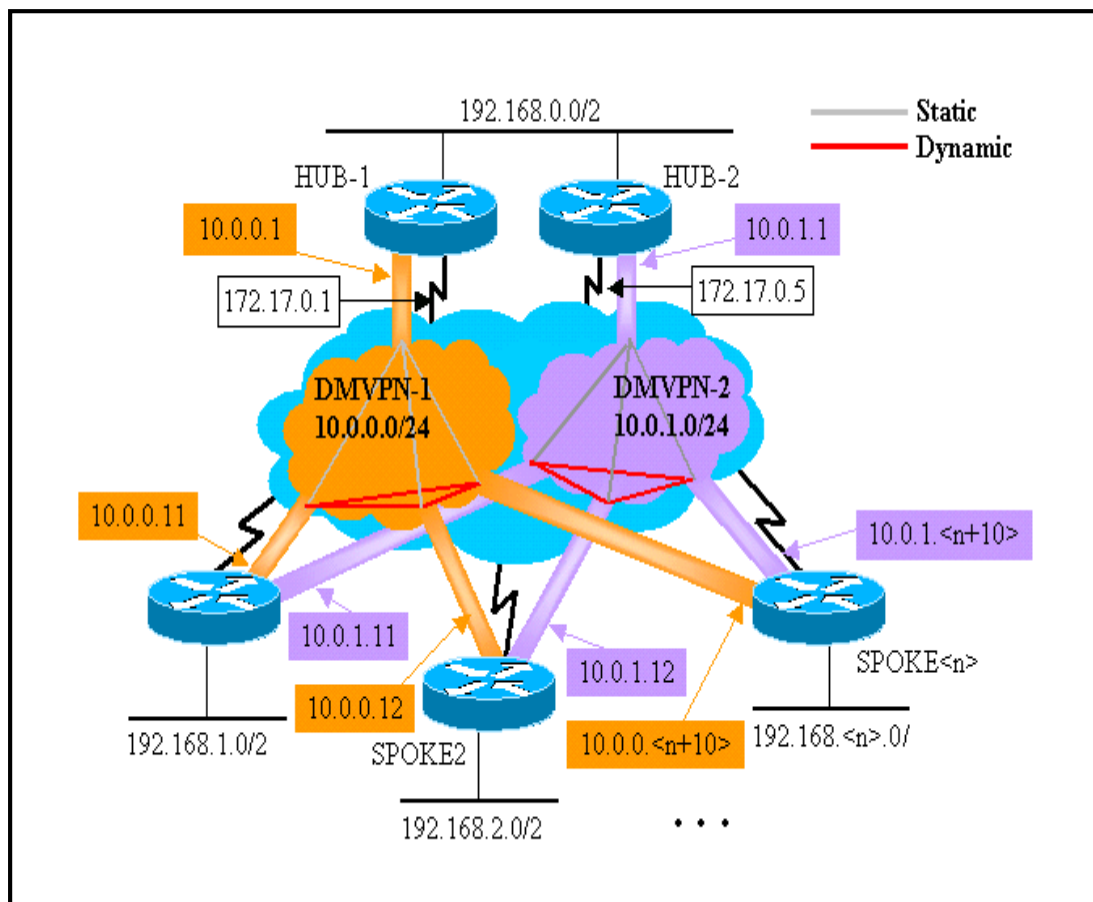 192.168.0.0/2
Static
Dynamic
HUB-1
HUB-2
10.0.0.1
10.0.1.1
172.17.0.1
172.17.0.5
DMVPN-1
10.0.0.0/24
DMVPN-2
10.0.1.0/24
10.0.0.11
10.0.1.<n+10>
10.0.1.11
10.0.0.12
10.0.1.12
SPOKE<n>
192.168.1.0/2
SPOKE2
10.0.0.<n+10>
192.168.<n>.0/
192.168.2.0/2
. . .